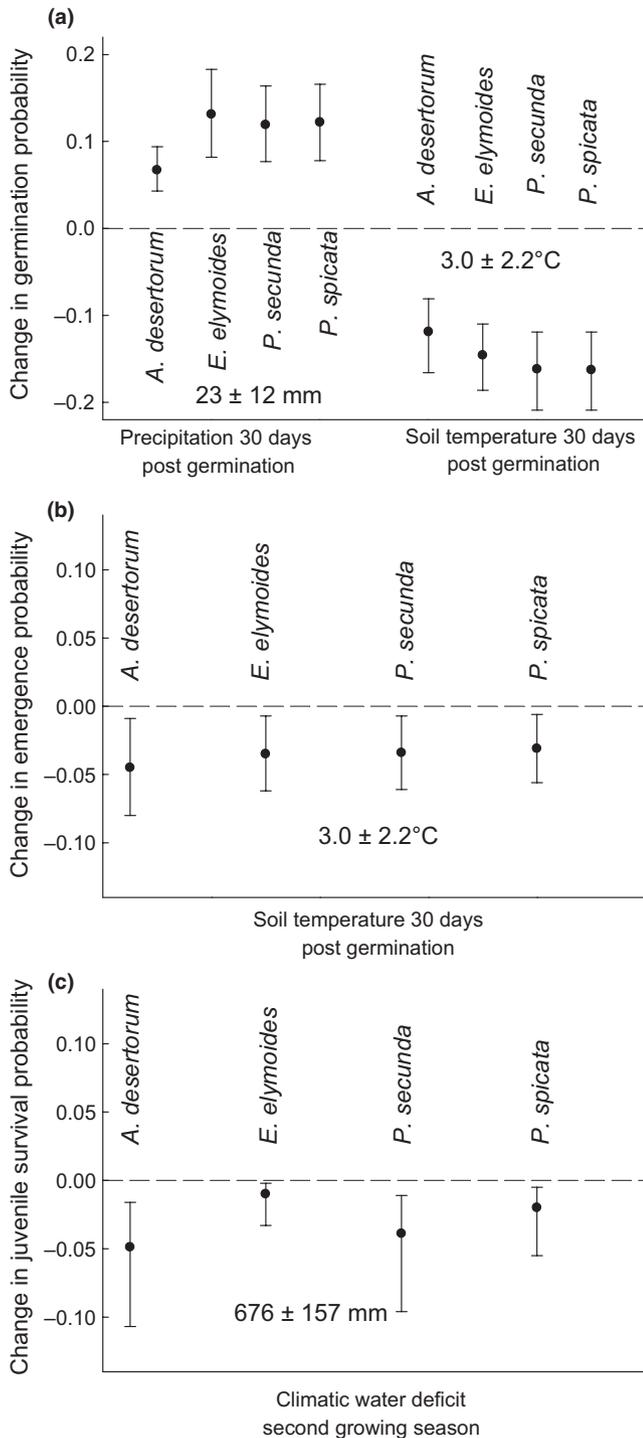 (a)
Change in germination probability
0.2
0.1
0.0
−0.1
−0.2
A. desertorum
E. elymoides
P. secunda
P. spicata
23 ± 12 mm
A. desertorum
E. elymoides
P. secunda
P. spicata
3.0 ± 2.2°C
Precipitation 30 days
post germination
Soil temperature 30 days
post germination
(b)
Change in emergence probability
0.10
0.05
0.00
−0.05
−0.10
A. desertorum
E. elymoides
P. secunda
P. spicata
3.0 ± 2.2°C
Soil temperature 30 days
post germination
(c)
Change in juvenile survival probability
0.10
0.05
0.00
−0.05
−0.10
A. desertorum
E. elymoides
P. secunda
P. spicata
676 ± 157 mm
Climatic water deficit
second growing season